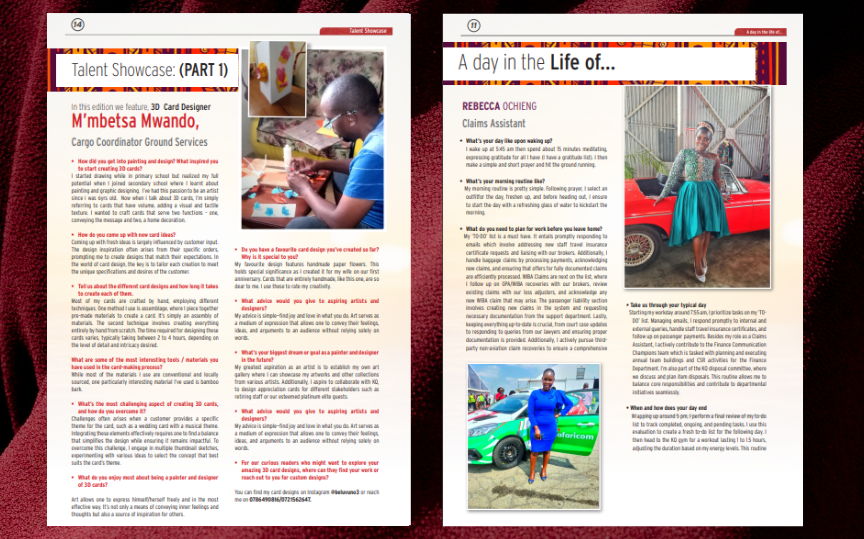 14
Talent Showcase
Talent Showcase: (PART 1)
In this edition we feature, 3D Card Designer
M'mbetsa Mwando,
Cargo Coordinator Ground Services
• How did you get into painting and design? What inspired you
to start creating 3D cards?
I started drawing while in primary school but realized my full
potential when I joined secondary where I learnt about
painting and graphic designing. I've had this passion to be an artist
since I was 6yrs old. Now when I talk about 3D cards, I'm simply
referring to cards that have volume, adding a visual and tactile
texture. I wanted to craft cards that serve two functions - one,
conveying the message and two, a home decoration.
• How do you come up with new card ideas?
Coming up with fresh ideas is largely influenced by customer input.
The design inspiration often arises from their specific orders,
prompting me to create designs that match their expectations. In
the world of card design, the key is to tailor each creation to meet
the unique specifications and desires of the customer.
• Tell us about the different card designs and how long it takes
to create each of them.
Most of my cards are crafted by hand, employing different
techniques. One method I use is assemblage, where I piece together
pre-made materials to create a card. It's simply an assembly of
materials. The second technique involves creating everything
entirely by hand from scratch. The time required for designing these
cards varies, typically taking between 2 to 4 hours, depending on
the level of detail and intricacy desired.
What are some of the most interesting tools / materials you
have used in the card-making process?
While most of the materials I use are conventional and locally
sourced, one particularly interesting material I've used is bamboo
bark.
• What's the most challenging aspect of creating 3D cards,
and how do you overcome it?
Challenges often arises when a customer provides a specific
theme for the card, such as a wedding card with a musical theme.
Integrating these elements effectively requires one to find a balance
that simplifies the design while ensuring it remains impactful. To
overcome this challenge, I engage in multiple thumbnail sketches,
experimenting with various ideas to select the concept that best
suits the card's theme.
• What do you enjoy most about being a painter and designer
of 3D cards?
Art allows one to express himself/herself freely and in the most
effective way. It's not only a means of conveying inner feelings and
thoughts but also a source of inspiration for others.
• Do you have a favourite card design you've created so far?
Why is it special to you?
My favourite design features handmade paper flowers. This
holds special significance as I created it for my wife on our first
anniversary. Cards that are entirely handmade, like this one, are so
dear to me. I use these to rate my creativity.
• What advice would you give to aspiring artists and
designers?
My advice is simple-find joy and love in what you do. Art serves as
a medium of expression that allows one to convey their feelings,
ideas, and arguments to an audience without relying solely on
words.
• What's your biggest dream or goal as a painter and designer
in the future?
My greatest aspiration as an artist is to establish my own art
gallery where I can showcase my artworks and other collections
from various artists. Additionally, I aspire to collaborate with KQ,
to design appreciation cards for different stakeholders such as
retiring staff or our esteemed platinum elite guests.
• What advice would you give to aspiring artists and
designers?
My advice is simple-find joy and love in what you do. Art serves as
a medium of expression that allows one to convey their feelings,
ideas, and arguments to an audience without relying solely on
words.
• For our curious readers who might want to explore your
amazing 3D card designs, where can they find your work or
reach out to you for custom designs?
You can find my card designs on Instagram @beluvano3 or reach
me on 0786490816/0721562647.
11
A day in the life of...
A day in the Life of...
REBECCA OCHIENG
Claims Assistant
• What's your day like upon waking up?
I wake up at 5:45 am then spend about 15 minutes meditating,
expressing gratitude for all I have (I have a gratitude list). I then
make a simple and short prayer and hit the ground running.
• What's your morning routine like?
My morning routine is pretty simple. Following prayer, I select an
outfit for the day, freshen up, and before heading out, I ensure
to start the day with a refreshing glass of water to kickstart the
morning.
• What do you need to plan for work before you leave home?
My 'TO-DO' list is a must have. It entails promptly responding to
emails which involve addressing new staff travel insurance
certificate requests and liaising with our brokers. Additionally, I
handle baggage claims by processing payments, acknowledging
new claims, and ensuring that offers for fully documented claims
are efficiently processed. WIBA Claims are next on the list, where
I follow up on GPA/WIBA recoveries with our brokers, review
existing claims with our loss adjustors, and acknowledge any
new WIBA claim that may arise. The passenger liability section
involves creating new claims in the system and requesting
necessary documentation from the support department. Lastly,
keeping everything up-to-date is crucial, from court case updates
to responding to queries from our lawyers and ensuring proper
documentation is provided. Additionally, I actively pursue third-
party non-aviation claim recoveries to ensure a comprehensive
• Take us through your typical day
Starting my workday around 7:55 am, I prioritize tasks on my 'TO-
DO' list. Managing emails, I respond promptly to internal and
external queries, handle staff travel insurance certificates, and
follow up on passenger payments. Besides my role as a Claims
Assistant, I actively contribute to the Finance Communication
Champions team which is tasked with planning and executing
annual team buildings and CSR activities for the Finance
Department. I'm also part of the KQ disposal committee, where
we discuss and plan item disposals. This routine allows me to
balance core responsibilities and contribute to departmental
initiatives seamlessly.
• When and how does your day end
Wrapping up around 5 pm, I perform a final review of my to-do
list to track completed, ongoing, and pending tasks. I use this
evaluation to create a fresh to-do list for the following day. I
then head to the KQ gym for a workout lasting 1 to 1.5 hours,
adjusting the duration based on my energy levels. This routine
faricom